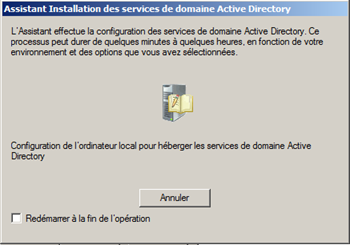 Assistant Installation des services de domaine Active Directory
L'Assistant effectue la configuration des services de domaine Active Directory. Ce
processus peut durer de quelques minutes à quelques heures, en fonction de votre
environnement et des options que vous avez sélectionnées.
Configuration de l'ordinateur local pour héberger les services de domaine Active
Directory
Annuler
Redémarrer à la fin de l'opération